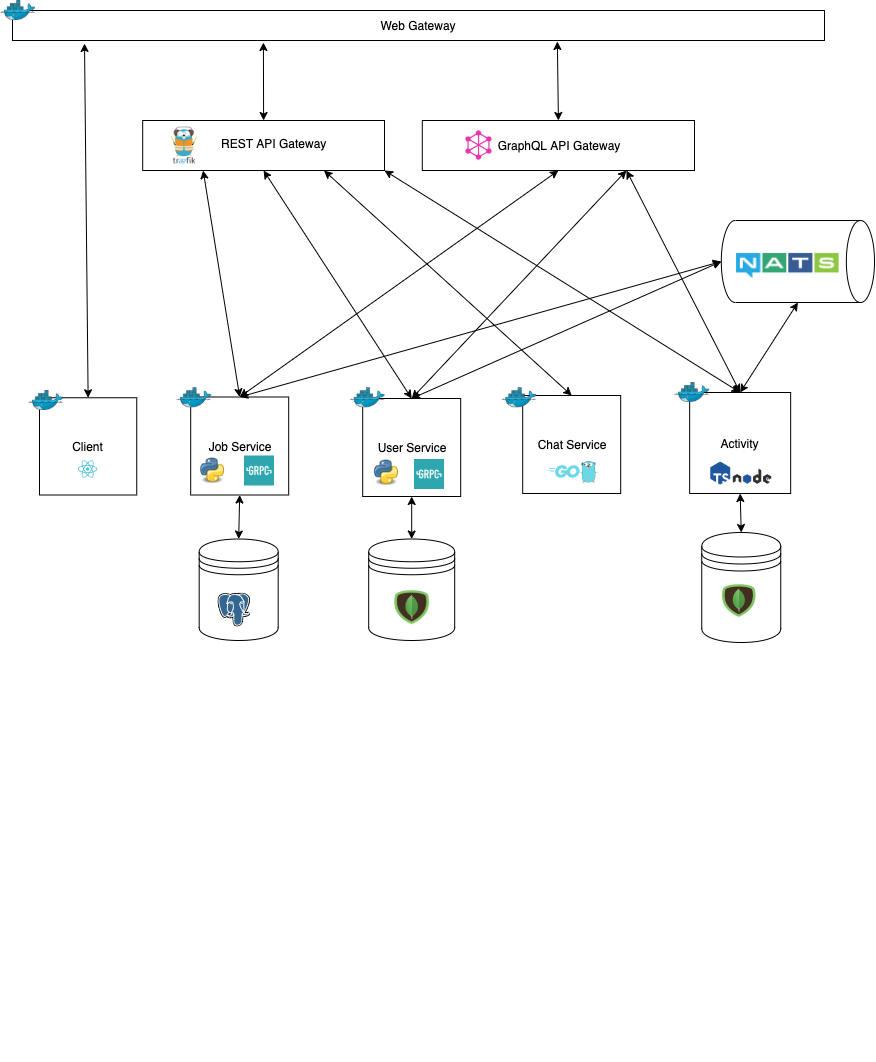 Web Gateway
træfik
REST API Gateway
GraphQL API Gateway
NATS
Client
Job Service
GRPC
User Service
GRPC
Chat Service
GO
Activity
TS node